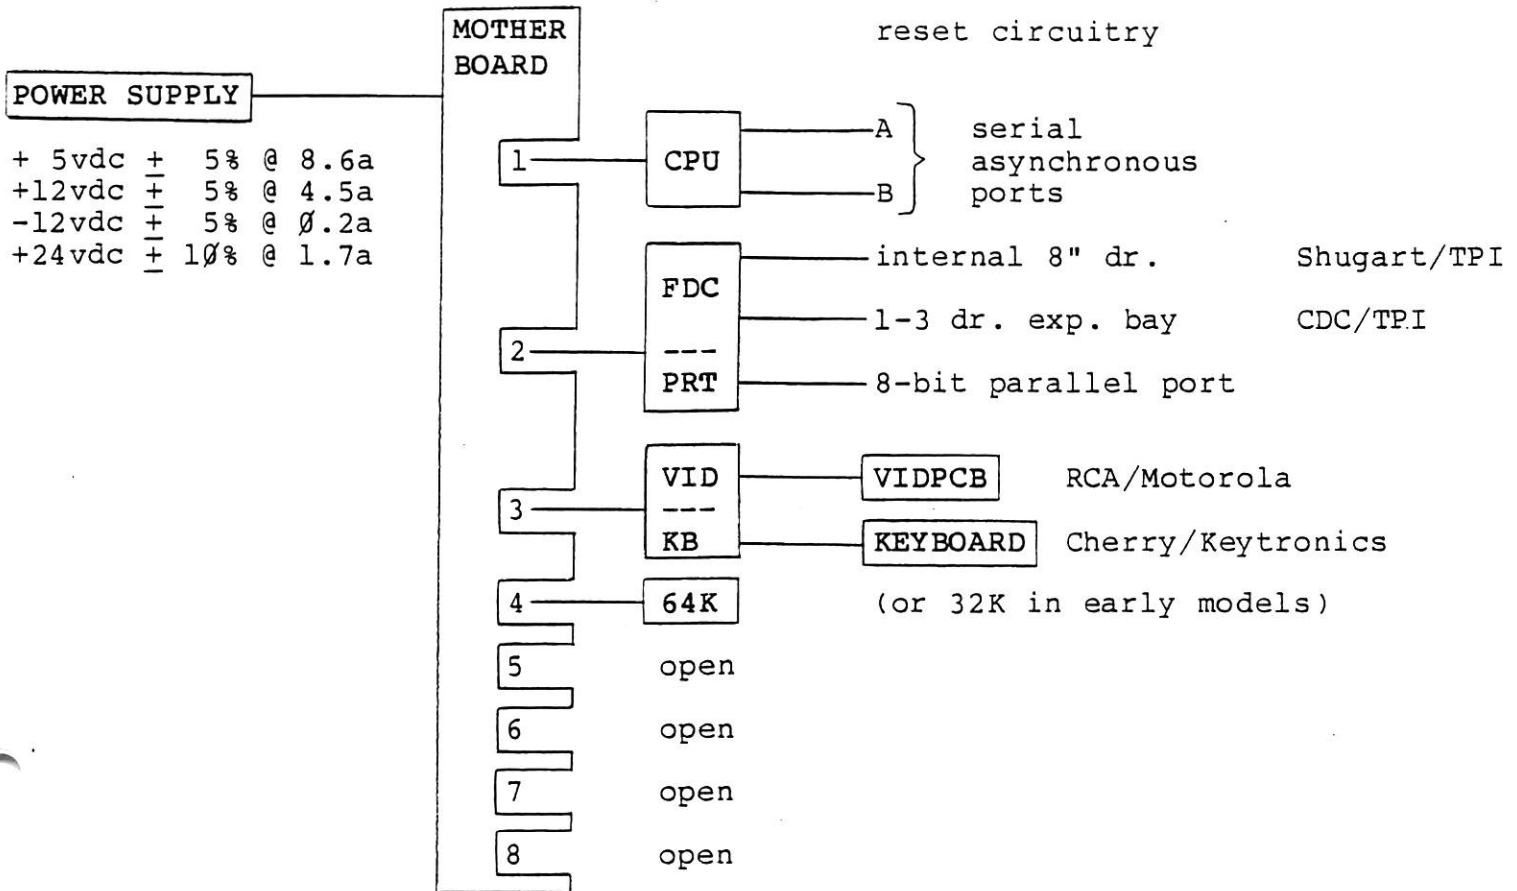 MOTHER
BOARD
reset circuitry
POWER SUPPLY
+ 5vdc ± 5% @ 8.6a
+12vdc ± 5% @ 4.5a
-12vdc ± 5% @ Ø.2a
+24vdc ± 1Ø% @ 1.7a
1
CPU
A
B
serial
asynchronous
ports
2
FDC
---
PRT
internal 8" dr. Shugart/TPI
1-3 dr. exp. bay CDC/TPI
8-bit parallel port
3
VID
---
KB
VIDPCB RCA/Motorola
KEYBOARD Cherry/Keytronics
4 64K (or 32K in early models)
5 open
6 open
7 open
8 open